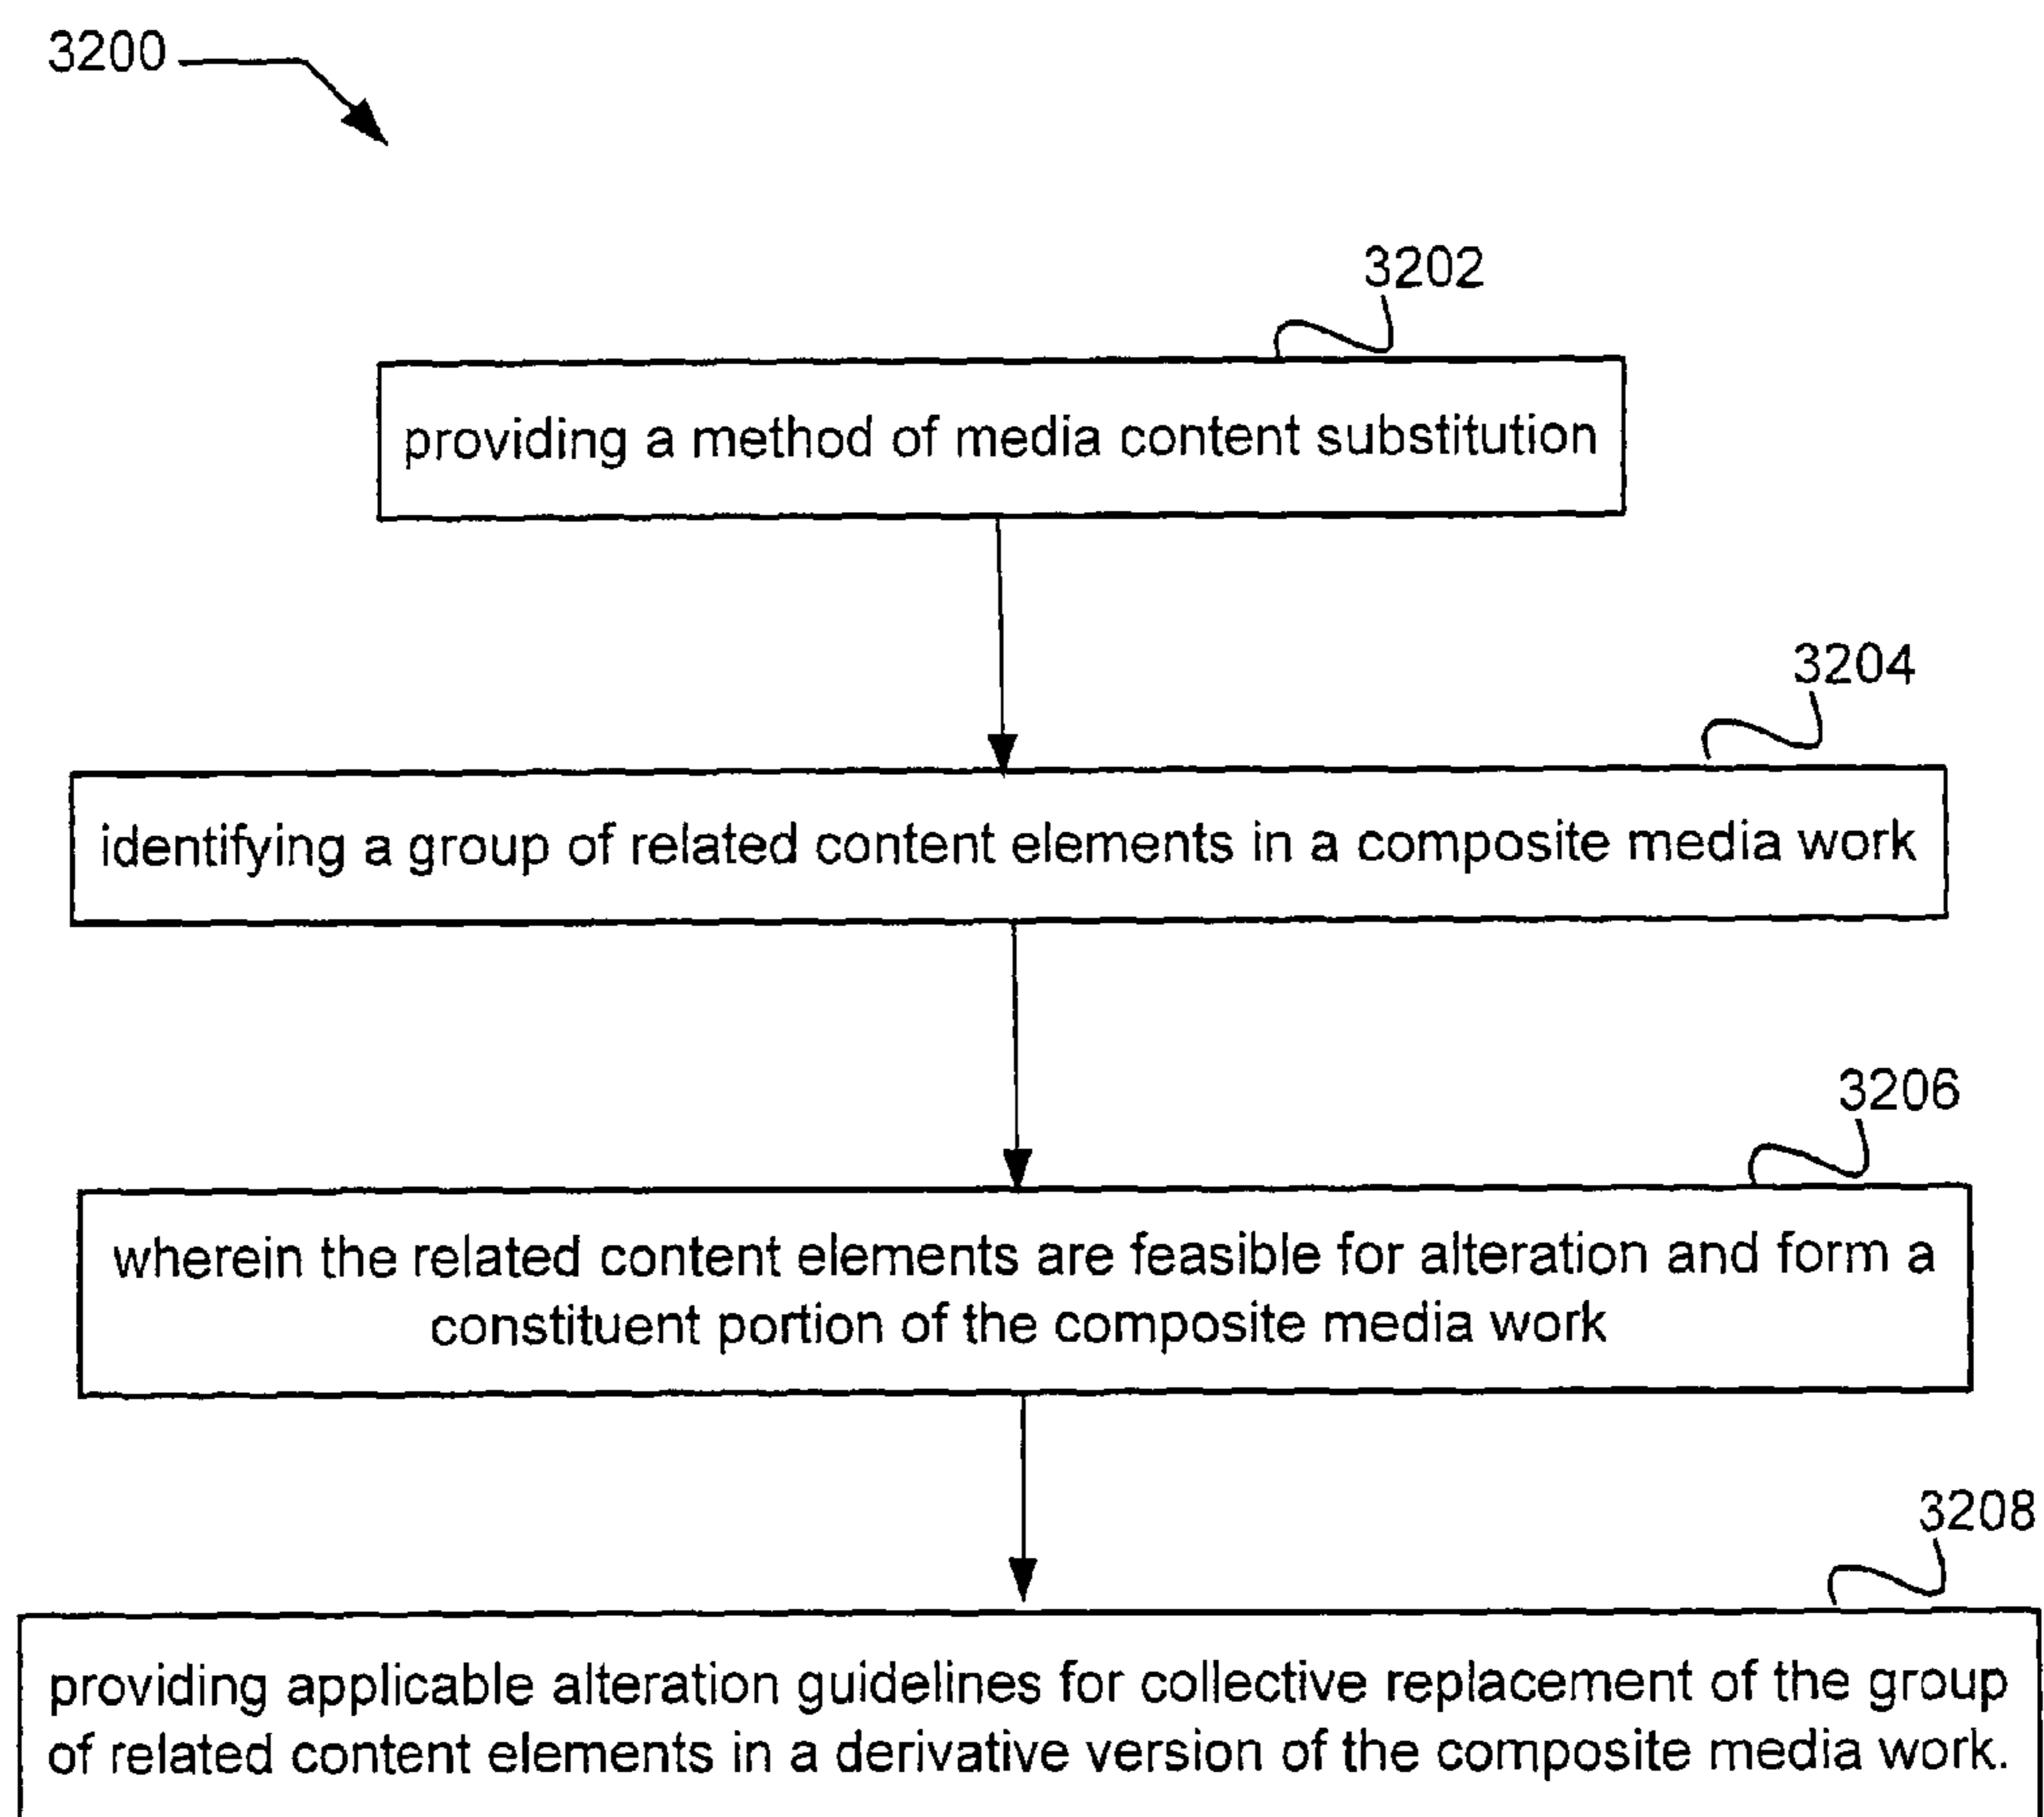 3200
3202
providing a method of media content substitution
3204
identifying a group of related content elements in a composite media work
3206
wherein the related content elements are feasible for alteration and form a
constituent portion of the composite media work
3208
providing applicable alteration guidelines for collective replacement of the group
of related content elements in a derivative version of the composite media work.